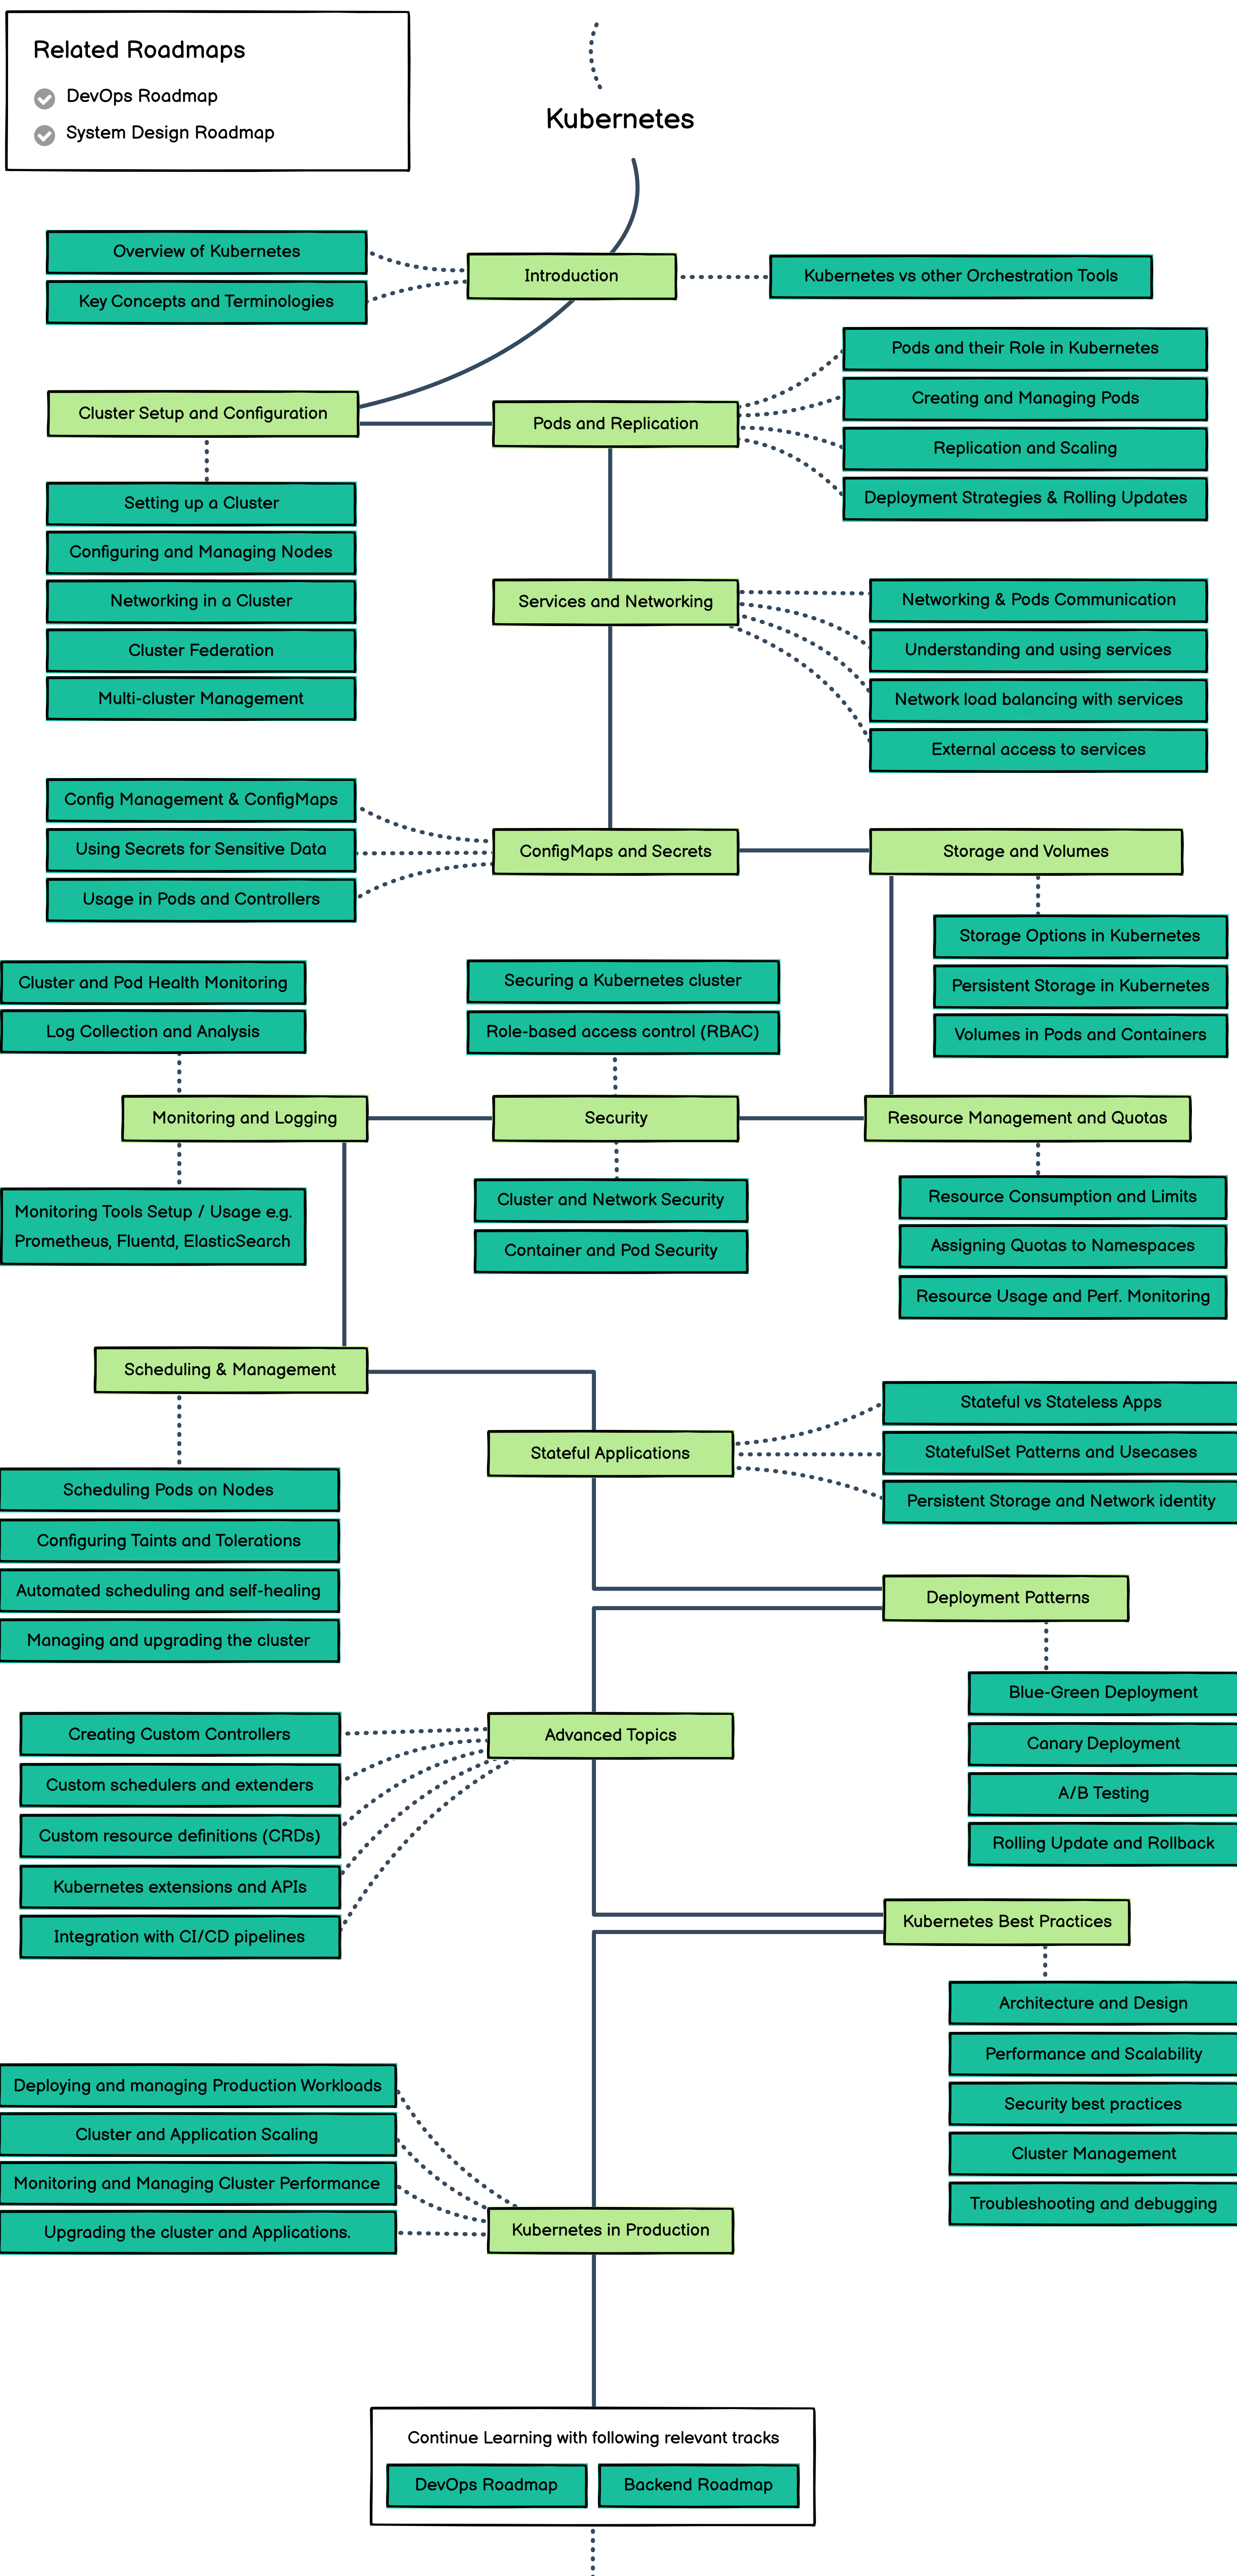 Related Roadmaps
DevOps Roadmap
System Design Roadmap
Kubernetes
Overview of Kubernetes
Key Concepts and Terminologies
Introduction
Kubernetes vs other Orchestration Tools
Cluster Setup and Configuration
Pods and Replication
Pods and their Role in Kubernetes
Creating and Managing Pods
Replication and Scaling
Deployment Strategies & Rolling Updates
Setting up a Cluster
Configuring and Managing Nodes
Networking in a Cluster
Cluster Federation
Multi-cluster Management
Services and Networking
Networking & Pods Communication
Understanding and using services
Network load balancing with services
External access to services
Config Management & ConfigMaps
Using Secrets for Sensitive Data
Usage in Pods and Controllers
ConfigMaps and Secrets
Storage and Volumes
Storage Options in Kubernetes
Persistent Storage in Kubernetes
Volumes in Pods and Containers
Cluster and Pod Health Monitoring
Log Collection and Analysis
Securing a Kubernetes cluster
Role-based access control (RBAC)
Monitoring and Logging
Security
Resource Management and Quotas
Monitoring Tools Setup / Usage e.g.
Prometheus, Fluentd, ElasticSearch
Cluster and Network Security
Container and Pod Security
Resource Consumption and Limits
Assigning Quotas to Namespaces
Resource Usage and Perf. Monitoring
Scheduling & Management
Stateful Applications
Stateful vs Stateless Apps
StatefulSet Patterns and Usecases
Persistent Storage and Network identity
Scheduling Pods on Nodes
Configuring Taints and Tolerations
Automated scheduling and self-healing
Managing and upgrading the cluster
Deployment Patterns
Blue-Green Deployment
Canary Deployment
A/B Testing
Rolling Update and Rollback
Creating Custom Controllers
Custom schedulers and extenders
Custom resource definitions (CRDs)
Kubernetes extensions and APIs
Integration with CI/CD pipelines
Advanced Topics
Kubernetes Best Practices
Architecture and Design
Performance and Scalability
Security best practices
Cluster Management
Troubleshooting and debugging
Deploying and managing Production Workloads
Cluster and Application Scaling
Monitoring and Managing Cluster Performance
Upgrading the cluster and Applications.
Kubernetes in Production
Continue Learning with following relevant tracks
DevOps Roadmap
Backend Roadmap